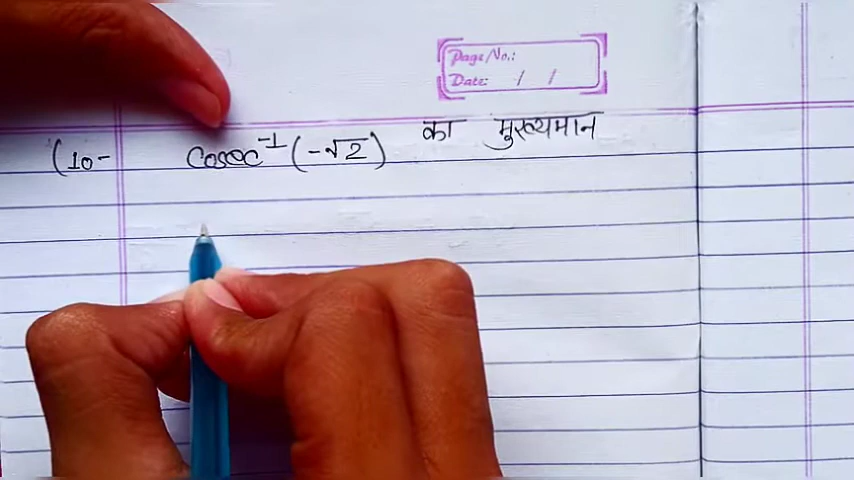 Page No.:
Date: / /
(10- Cosec⁻¹(-√2) का मुख्यमान